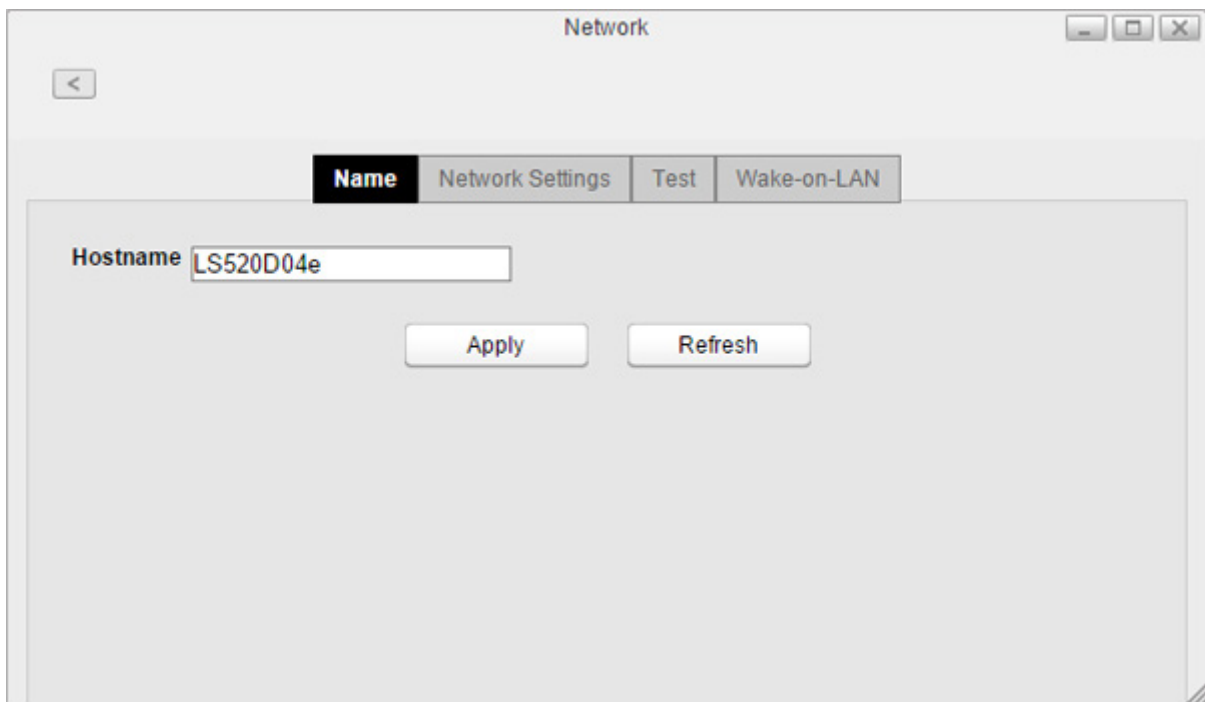 Network
<
Name Network Settings Test Wake-on-LAN
Hostname LS520D04e
Apply Refresh